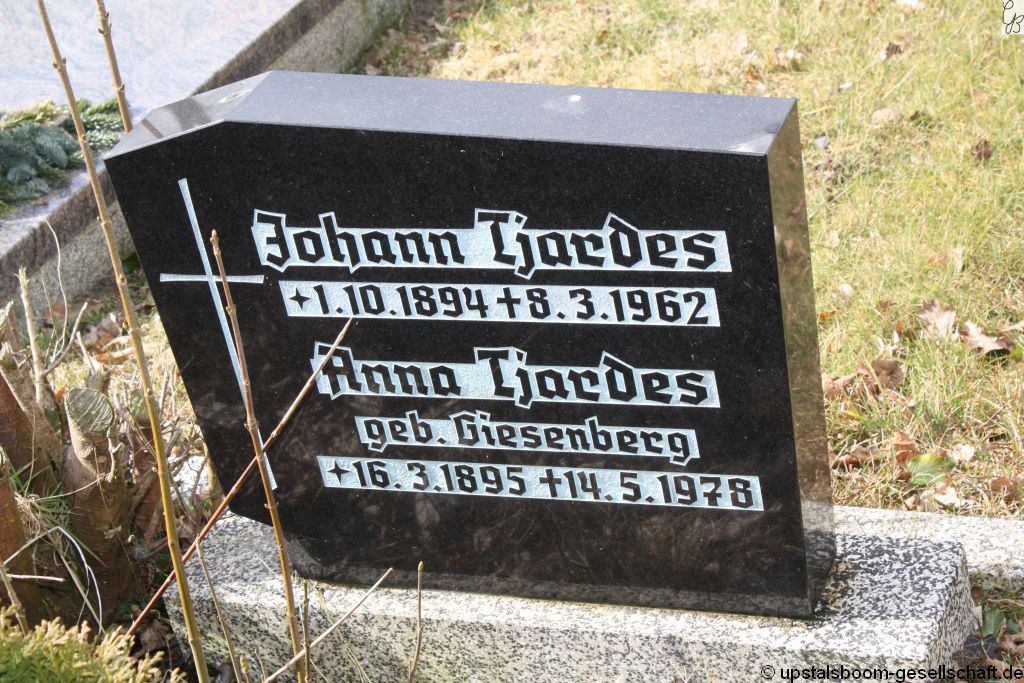 Johann Tjardes
✦1.10.1894 ✝8.3.1962
Anna Tjardes
geb. Giesenberg
✦16.3.1895 ✝14.5.1978
© upstalsboom-gesellschaft.de